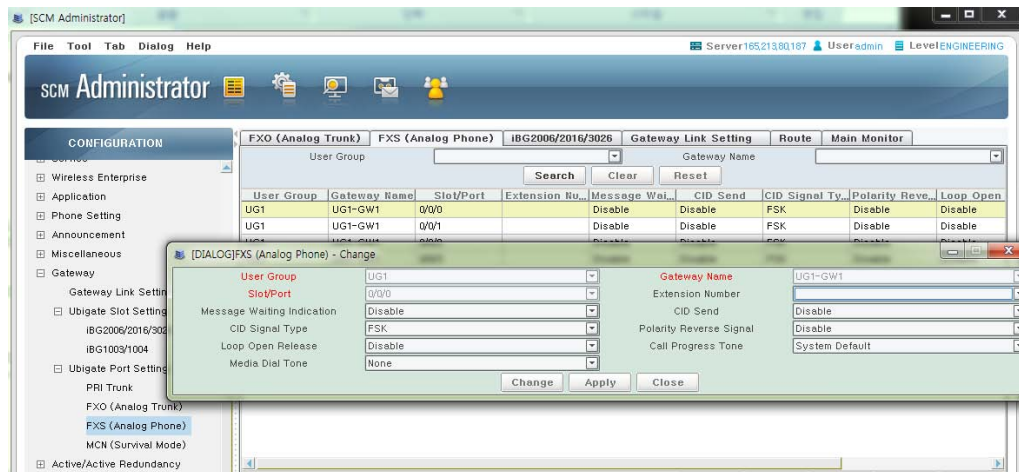 [SCM Administrator]
File Tool Tab Dialog Help
Server165,213,80,187 Useradmin LevelENGINEERING
SCM Administrator
CONFIGURATION
Wireless Enterprise
Application
Phone Setting
Announcement
Miscellaneous
Gateway
Gateway Link Settin
Ubigate Slot Setting
iBG2006/2016/302
iBG1003/1004
Ubigate Port Setting
PRI Trunk
FXO (Analog Trunk)
FXS (Analog Phone)
MCN (Survival Mode)
Active/Active Redundancy
FXO (Analog Trunk) FXS (Analog Phone) iBG2006/2016/3026 Gateway Link Setting Route Main Monitor
User Group Gateway Name
Search Clear Reset
User Group Gateway Name Slot/Port Extension Nu... Message Wai... CID Send CID Signal Ty... Polarity Reve... Loop Open
UG1 UG1-GW1 0/0/0 Disable Disable FSK Disable Disable
UG1 UG1-GW1 0/0/1 Disable Disable FSK Disable Disable
[DIALOG]FXS (Analog Phone) - Change
User Group UG1 Gateway Name UG1-GW1
Slot/Port 0/0/0 Extension Number
Message Waiting Indication Disable CID Send Disable
CID Signal Type FSK Polarity Reverse Signal Disable
Loop Open Release Disable Call Progress Tone System Default
Media Dial Tone None
Change Apply Close